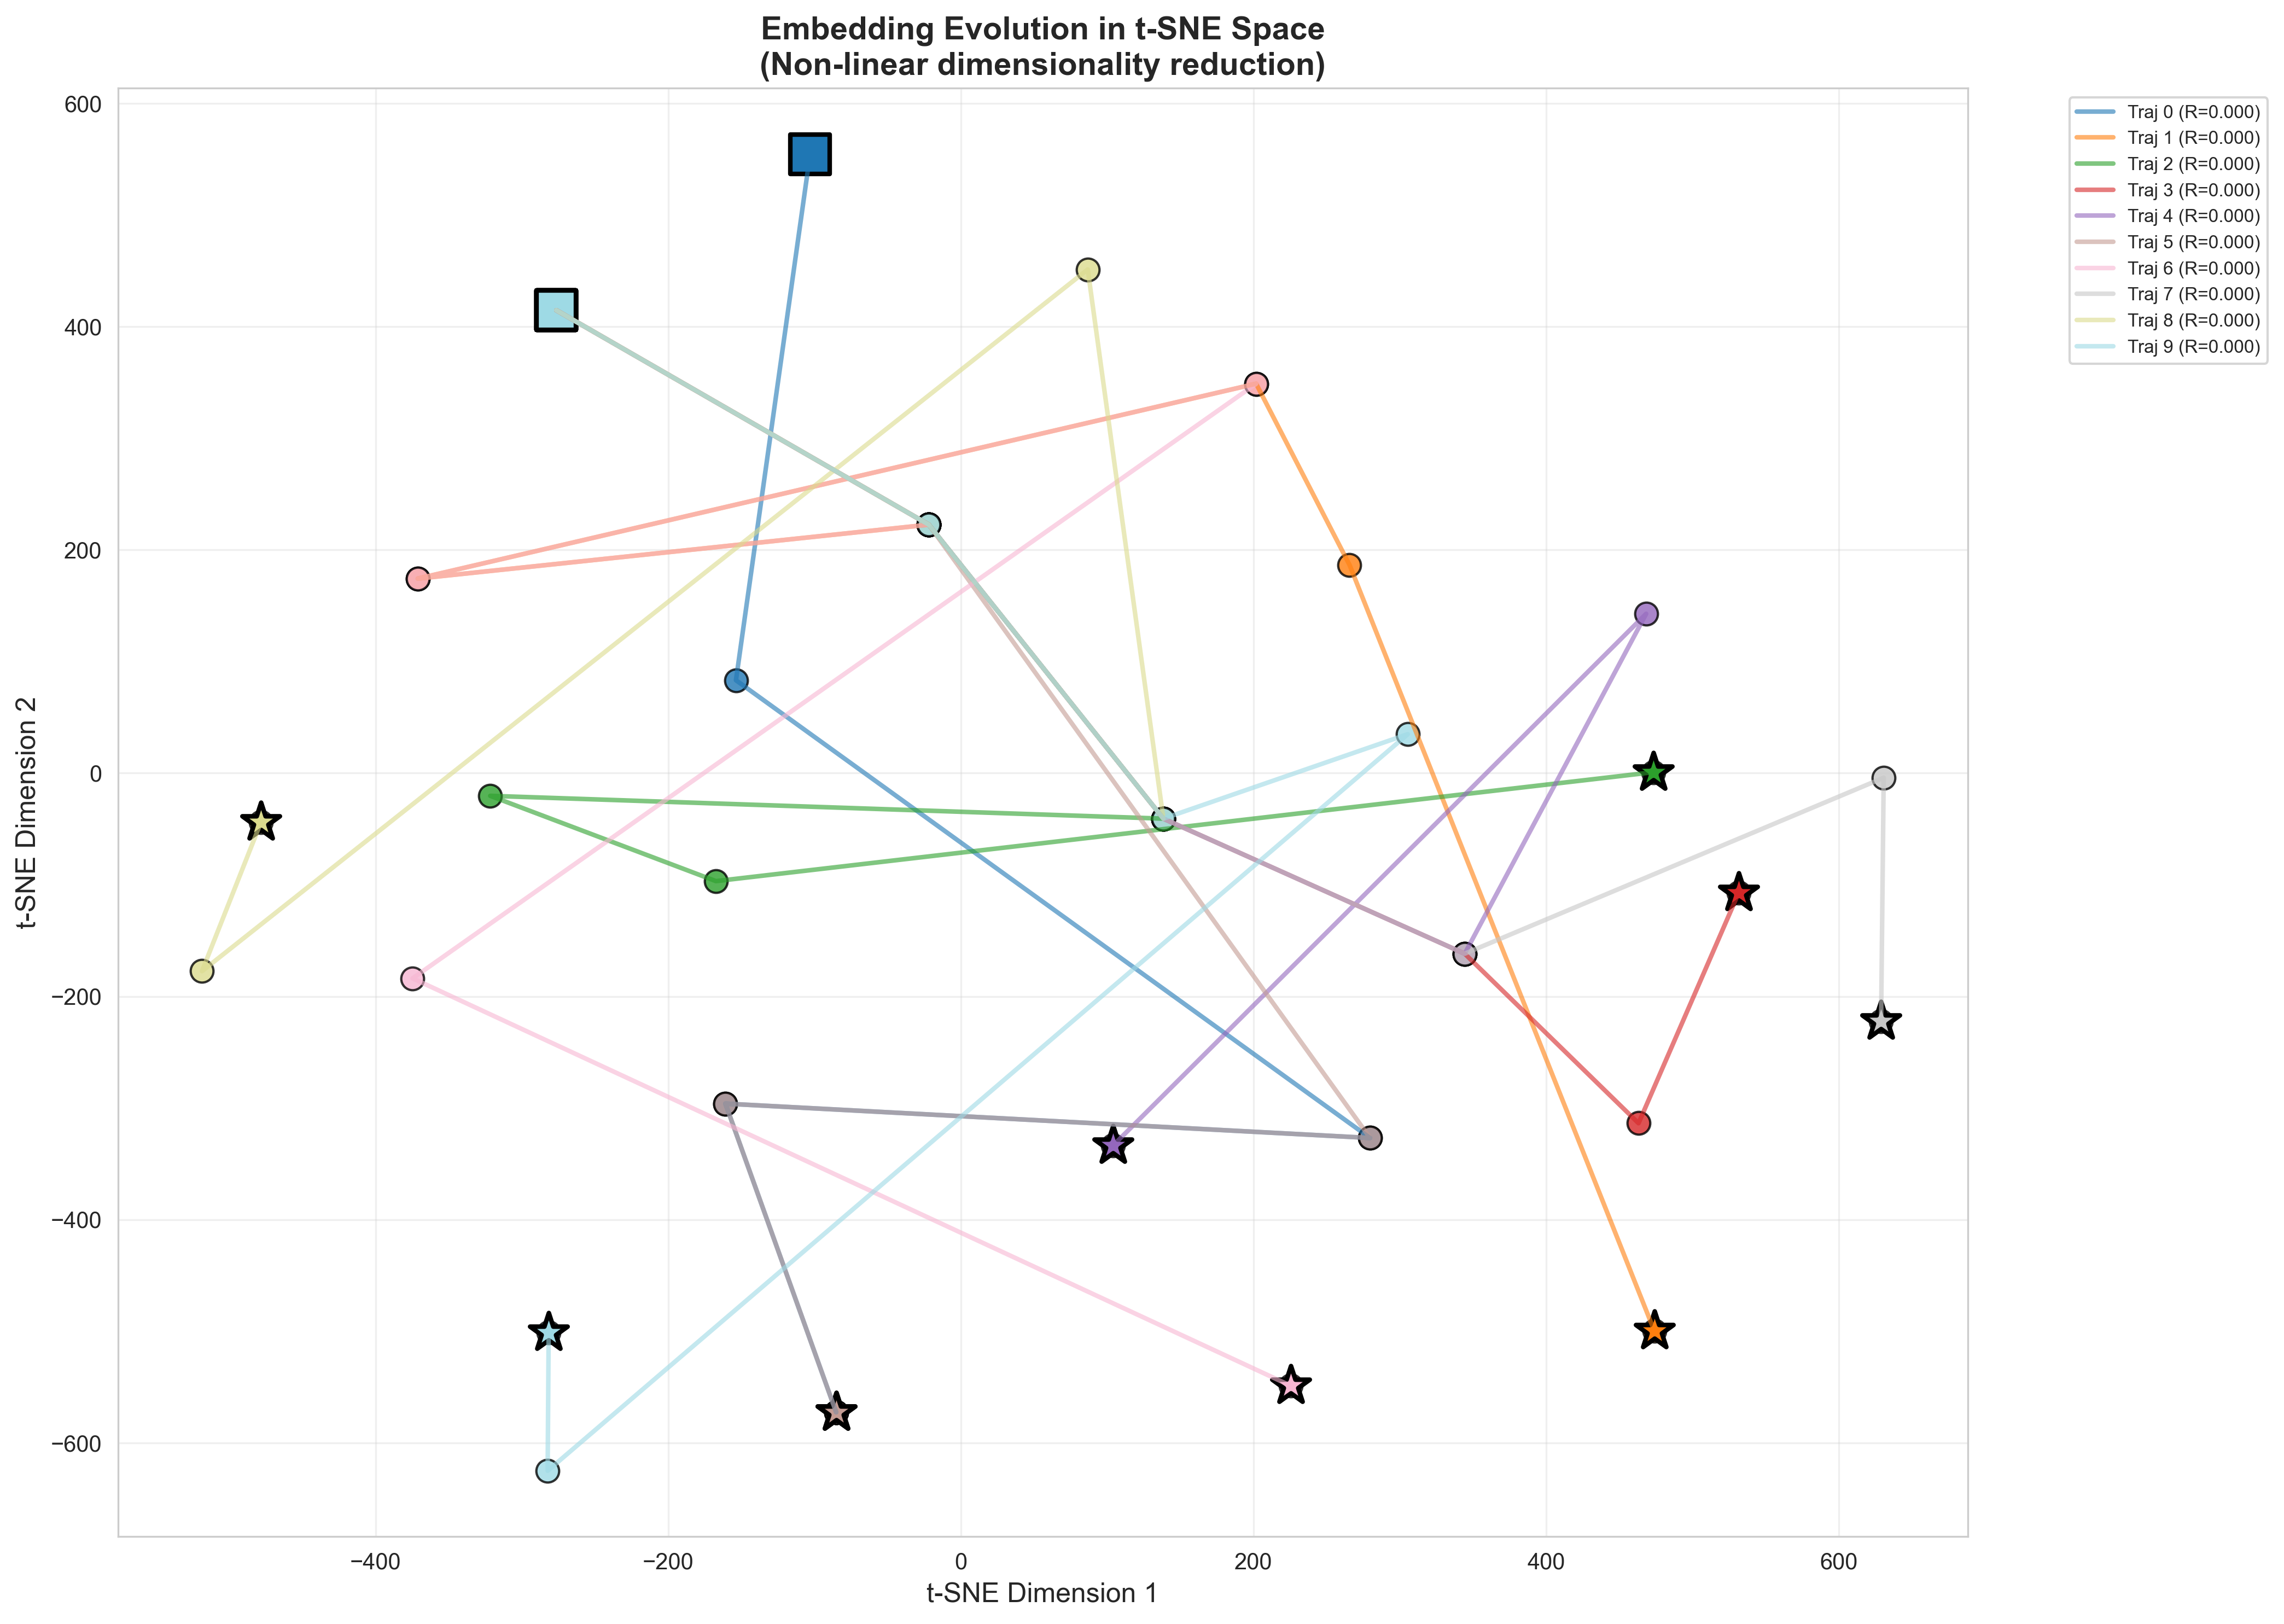 Embedding Evolution in t-SNE Space
(Non-linear dimensionality reduction)
600
400
200
0
−200
−400
−600
t-SNE Dimension 2
−400
−200
0
200
400
600
t-SNE Dimension 1
Traj 0 (R=0.000)
Traj 1 (R=0.000)
Traj 2 (R=0.000)
Traj 3 (R=0.000)
Traj 4 (R=0.000)
Traj 5 (R=0.000)
Traj 6 (R=0.000)
Traj 7 (R=0.000)
Traj 8 (R=0.000)
Traj 9 (R=0.000)